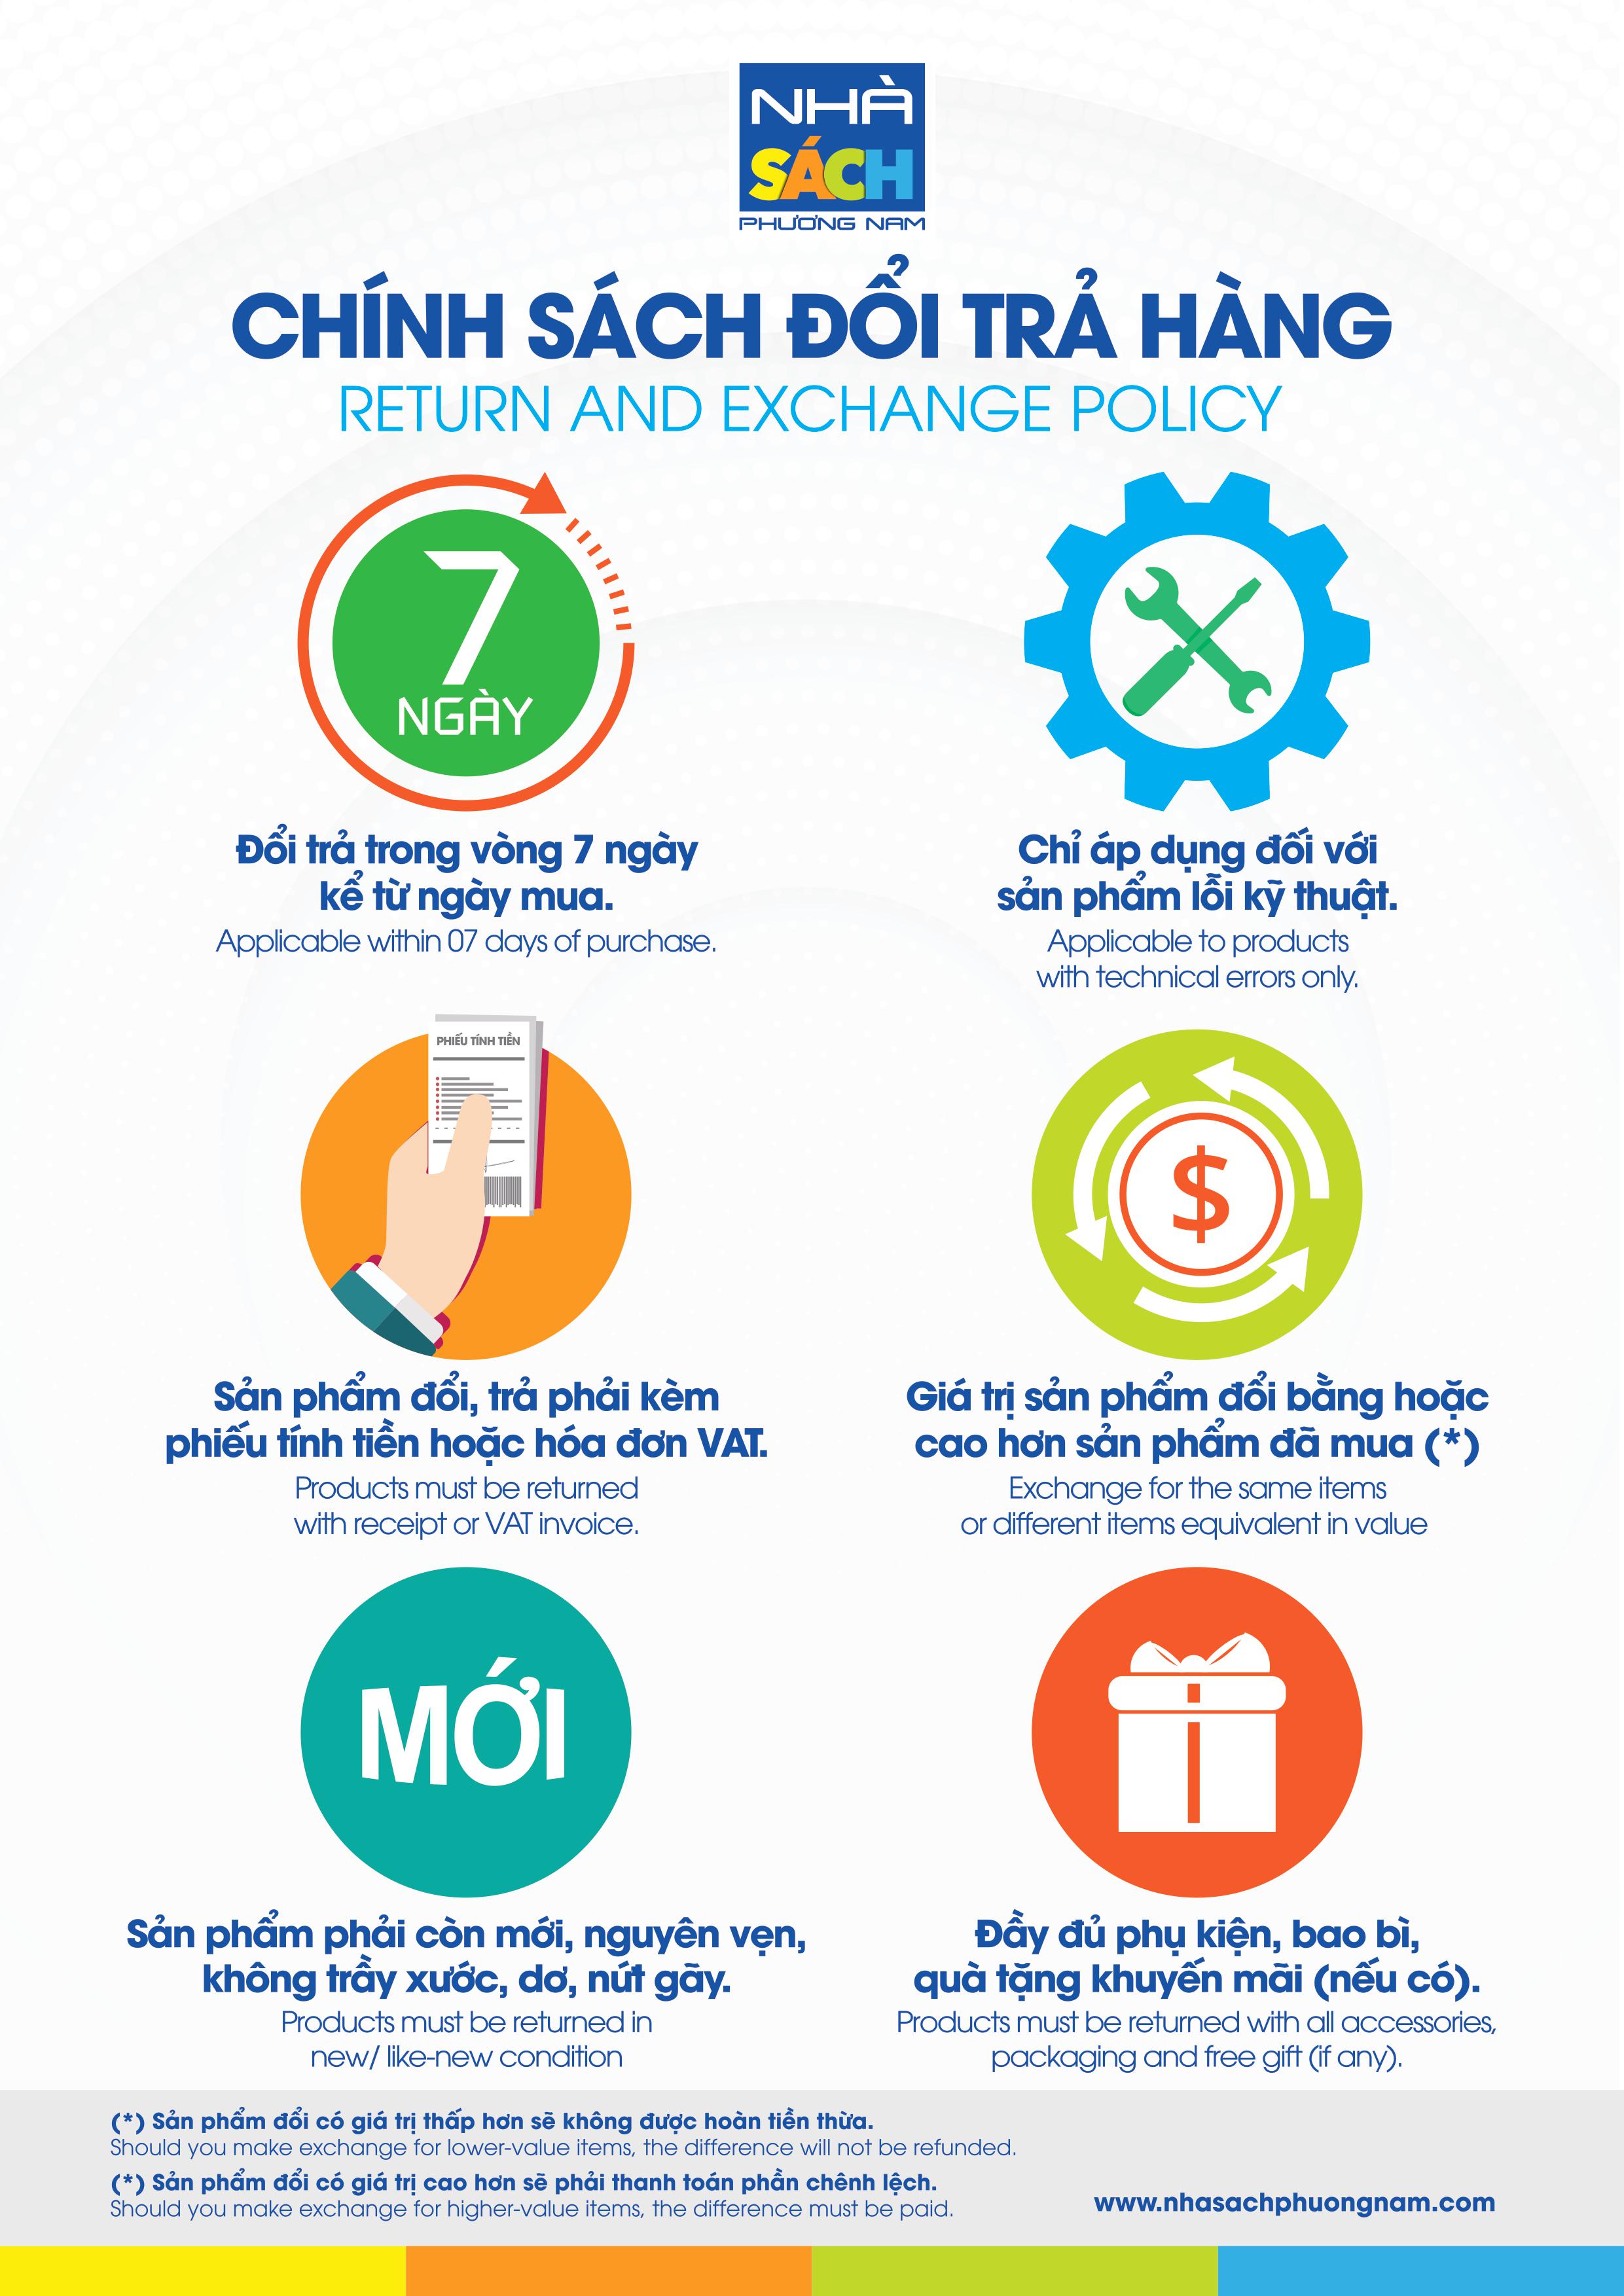 NHÀ
SÁCH
PHƯƠNG NAM
CHÍNH SÁCH ĐỔI TRẢ HÀNG
RETURN AND EXCHANGE POLICY
7
NGÀY
Đổi trả trong vòng 7 ngày
kể từ ngày mua.
Applicable within 07 days of purchase.
Chỉ áp dụng đối với
sản phẩm lỗi kỹ thuật.
Applicable to products
with technical errors only.
PHIẾU TÍNH TIỀN
Sản phẩm đổi, trả phải kèm
phiếu tính tiền hoặc hóa đơn VAT.
Products must be returned
with receipt or VAT invoice.
$
Giá trị sản phẩm đổi bằng hoặc
cao hơn sản phẩm đã mua (*)
Exchange for the same items
or different items equivalent in value
MỚI
Sản phẩm phải còn mới, nguyên vẹn,
không trầy xước, dơ, nứt gãy.
Products must be returned in
new/ like-new condition
Đầy đủ phụ kiện, bao bì,
quà tặng khuyến mãi (nếu có).
Products must be returned with all accessories,
packaging and free gift (if any).
(*) Sản phẩm đổi có giá trị thấp hơn sẽ không được hoàn tiền thừa.
Should you make exchange for lower-value items, the difference will not be refunded.
(*) Sản phẩm đổi có giá trị cao hơn sẽ phải thanh toán phần chênh lệch.
Should you make exchange for higher-value items, the difference must be paid.
www.nhasachphuongnam.com